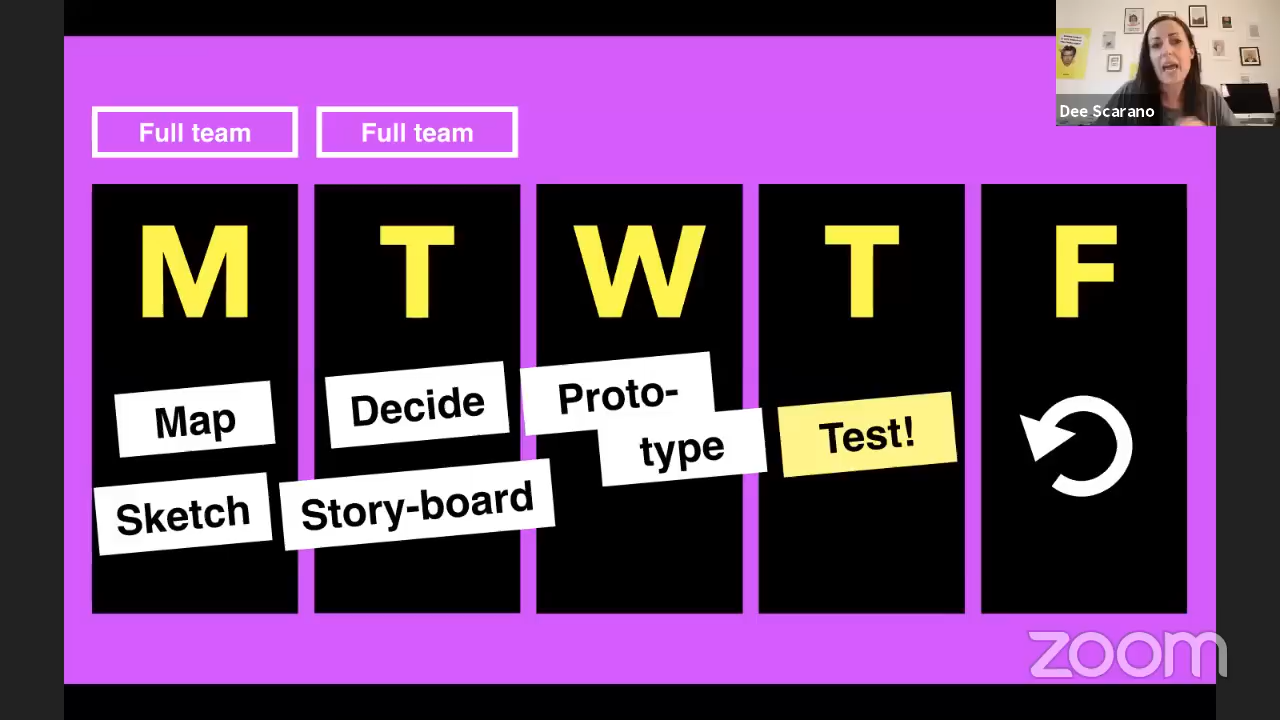 Dee Scarano
Full team
Full team
M
T
W
T
F
Map
Sketch
Decide
Story-board
Proto-
type
Test!
zoom